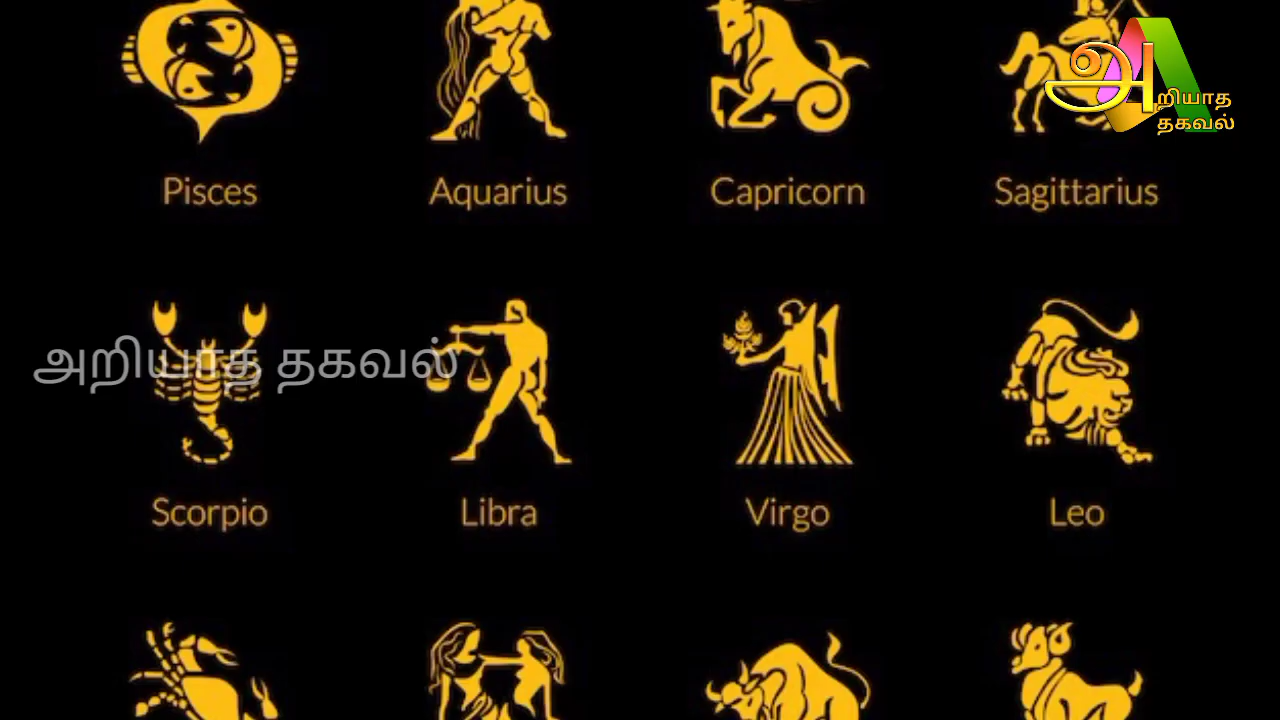 அறியாத
தகவல்
Pisces
Aquarius
Capricorn
Sagittarius
அறியாத தகவல்
Scorpio
Libra
Virgo
Leo